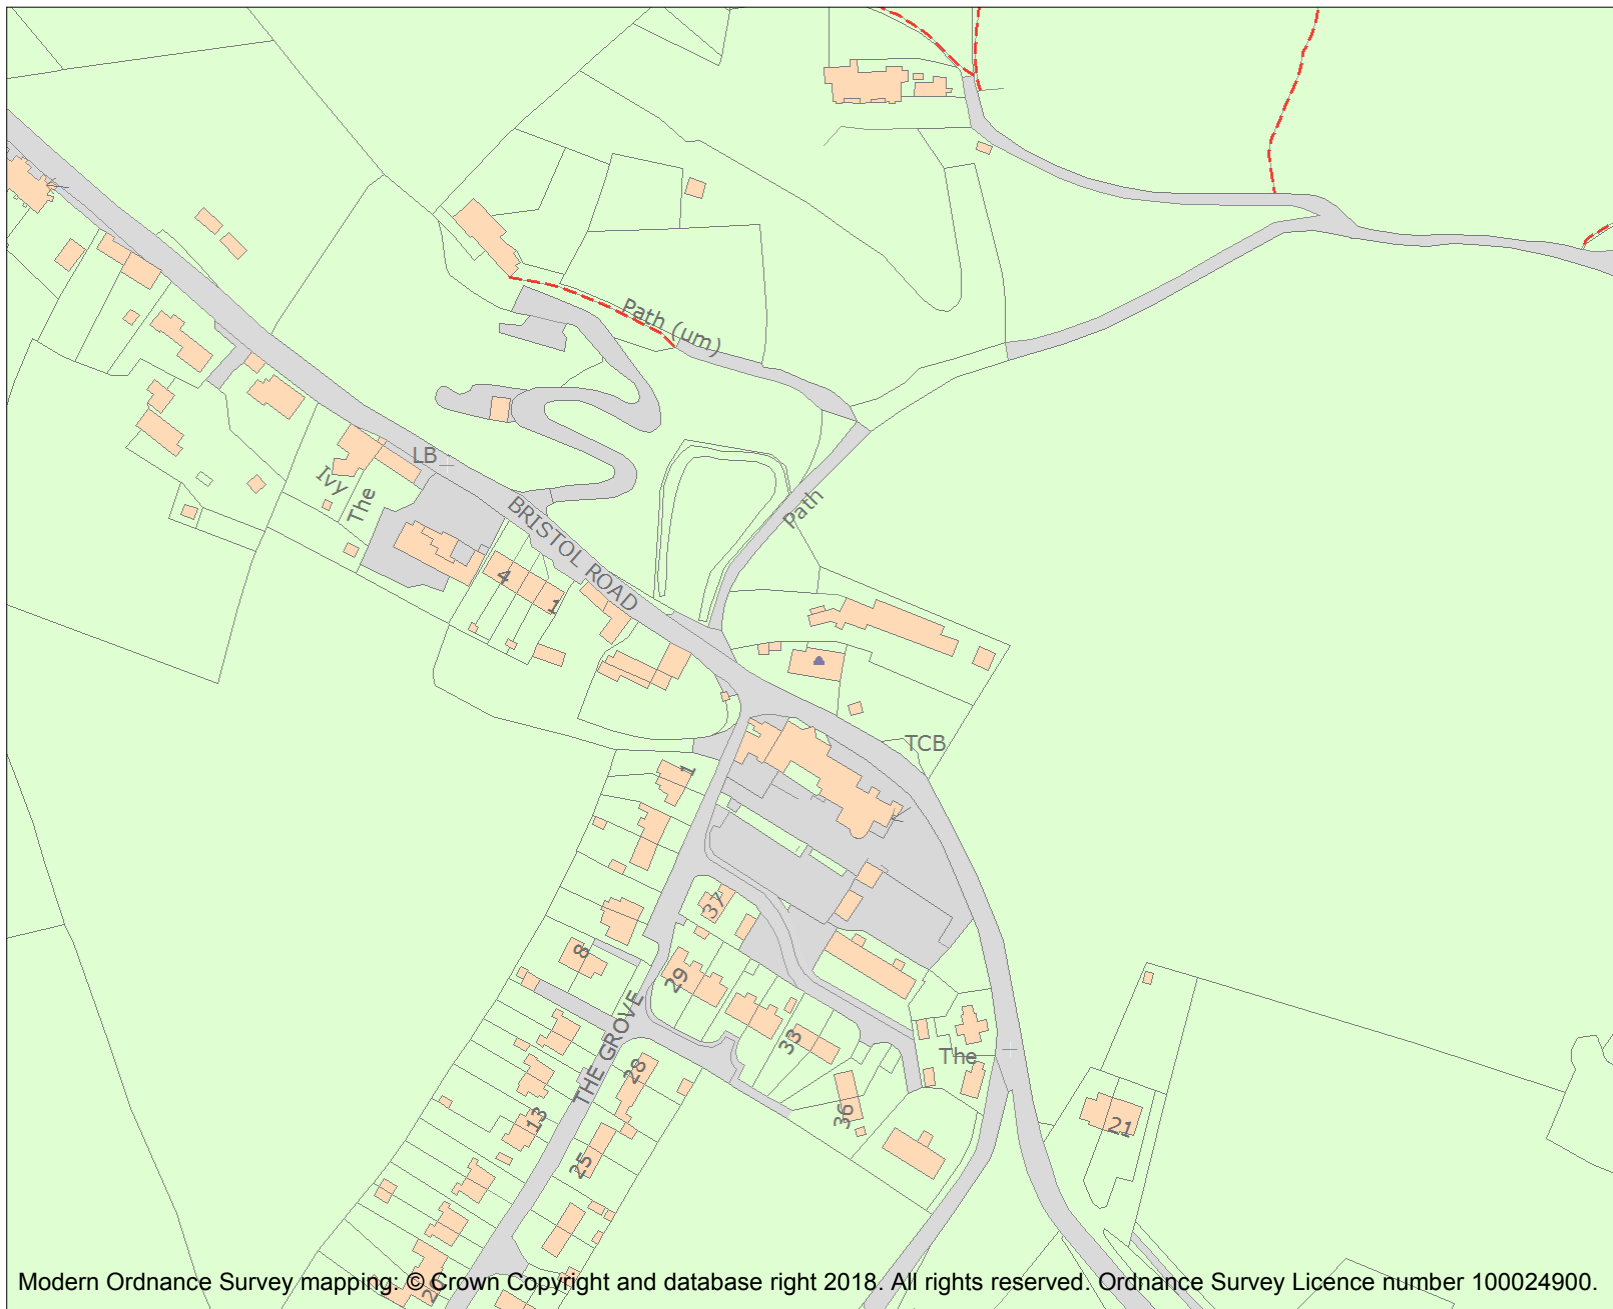 Path (um)
LB
Ivy
The
Path
BRISTOL ROAD
4
1
TCB
1
37
8
29
33
The
THE GROVE
28
36
13
21
25
Modern Ordnance Survey mapping: © Crown Copyright and database right 2018. All rights reserved. Ordnance Survey Licence number 100024900.